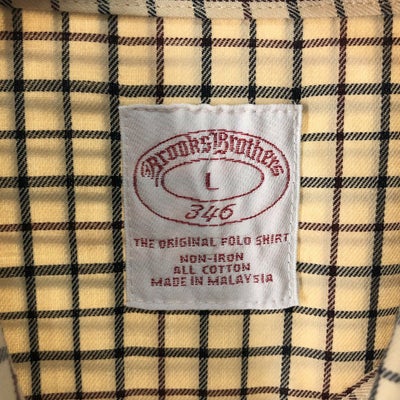 Brooks Brothers
L
346
THE ORIGINAL POLO SHIRT
NON-IRON
ALL COTTON
MADE IN MALAYSIA